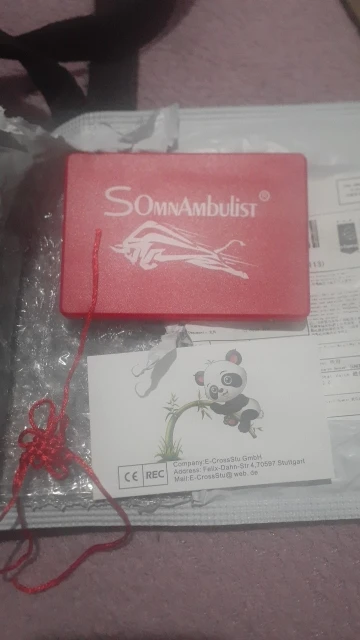 SOMNAMBULIST®
CE REC
Company:E-CrossStu GmbH
Address: Felix-Dahn-Str 4,70597 Stuttgart
Mail:E-CrossStu@web.de